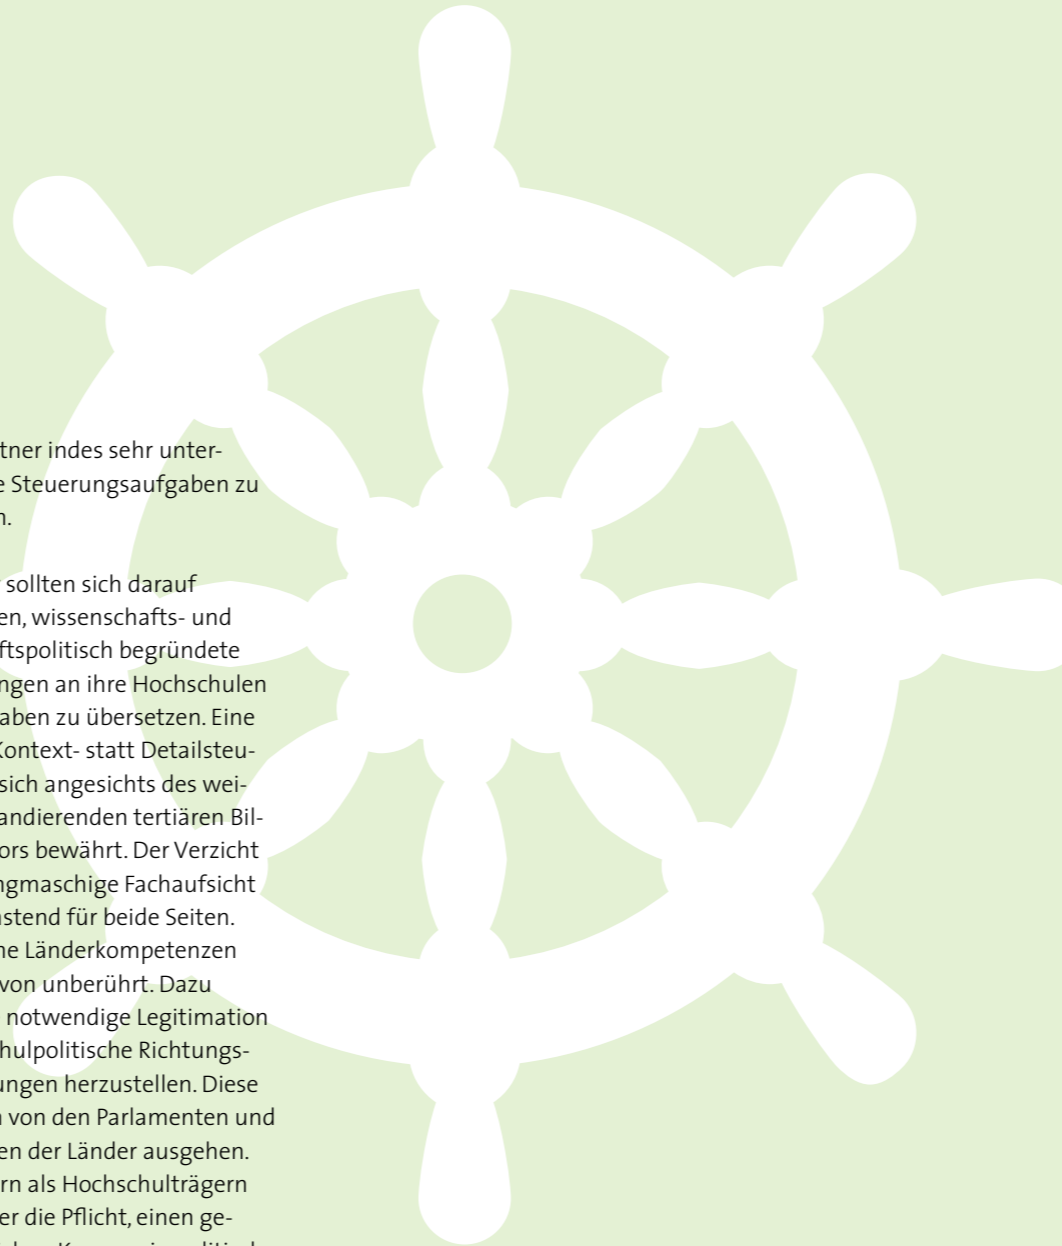 tner indes sehr unter-
e Steuerungsaufgaben zu
n.
sollten sich darauf
en, wissenschafts- und
ftspolitisch begründete
ngen an ihre Hochschulen
aben zu übersetzen. Eine
Kontext- statt Detailsteu-
sich angesichts des wei-
andierenden tertiären Bil-
ors bewährt. Der Verzicht
ngmaschige Fachaufsicht
astend für beide Seiten.
he Länderkompetenzen
von unberührt. Dazu
notwendige Legitimation
hulpolitische Richtungs-
ungen herzustellen. Diese
n von den Parlamenten und
en der Länder ausgehen.
rn als Hochschulträgern
er die Pflicht, einen ge-